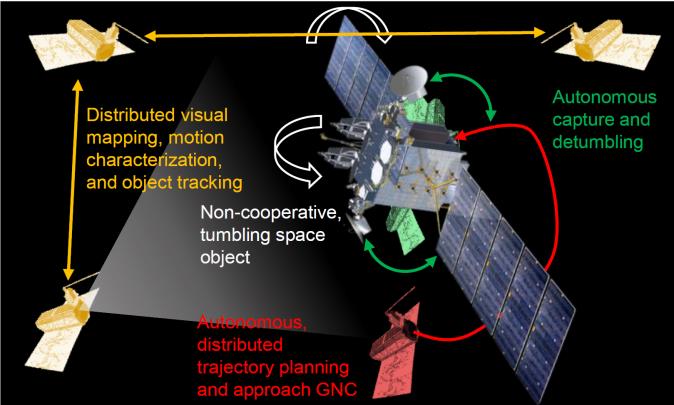 Distributed visual
mapping, motion
characterization,
and object tracking
Autonomous
capture and
detumbling
Non-cooperative,
tumbling space
object
Autonomous,
distributed
trajectory planning
and approach GNC